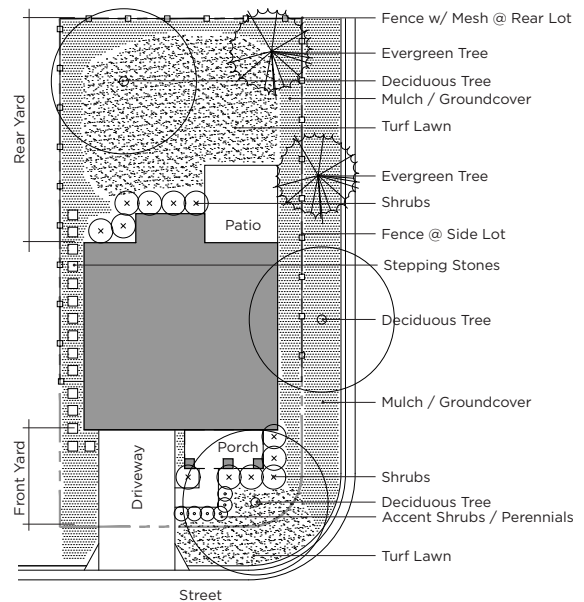 Fence w/ Mesh @ Rear Lot
Evergreen Tree
Deciduous Tree
Mulch / Groundcover
Turf Lawn
Rear Yard
Evergreen Tree
Shrubs
Patio
Fence @ Side Lot
Stepping Stones
Deciduous Tree
Mulch / Groundcover
Front Yard
Driveway
Porch
Shrubs
Deciduous Tree
Accent Shrubs / Perennials
Turf Lawn
Street